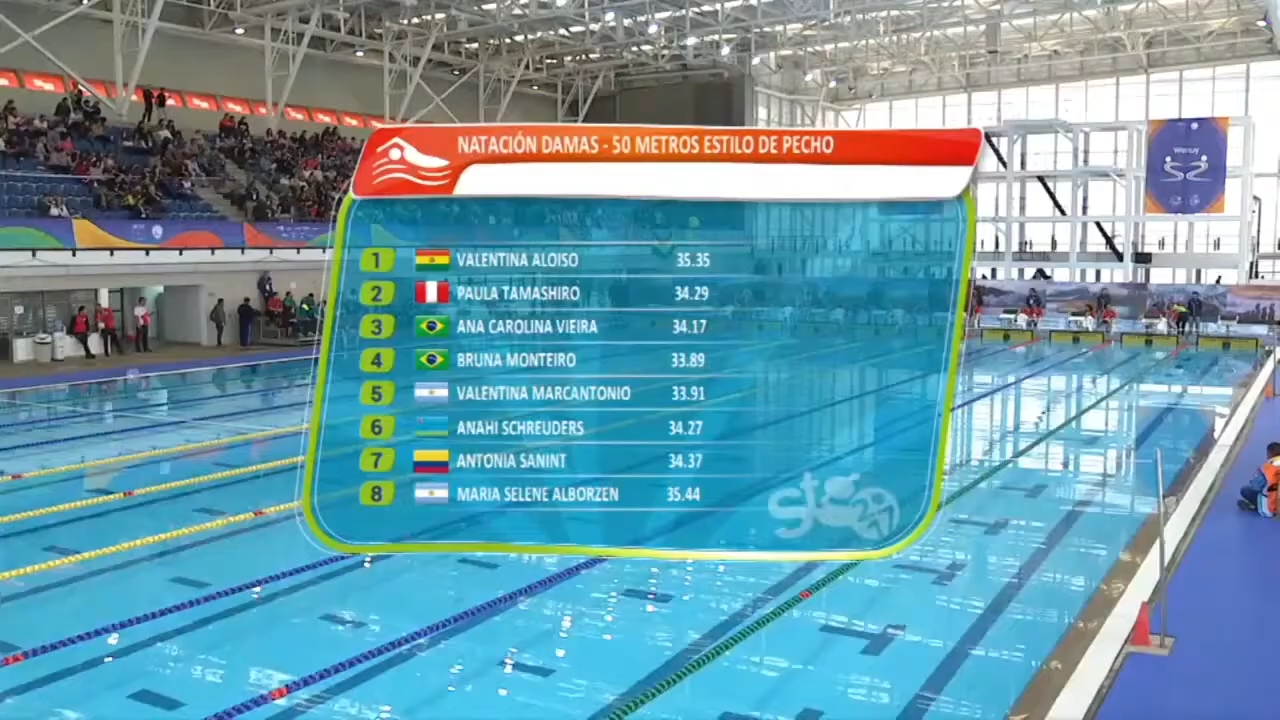 NATACIÓN DAMAS - 50 METROS ESTILO DE PECHO
1 VALENTINA ALOISO 35.35
2 PAULA TAMASHIRO 34.29
3 ANA CAROLINA VIEIRA 34.17
4 BRUNA MONTEIRO 33.89
5 VALENTINA MARCANTONIO 33.91
6 ANAHI SCHREUDERS 34.27
7 ANTONIA SANINT 34.37
8 MARIA SELENE ALBORZEN 35.44